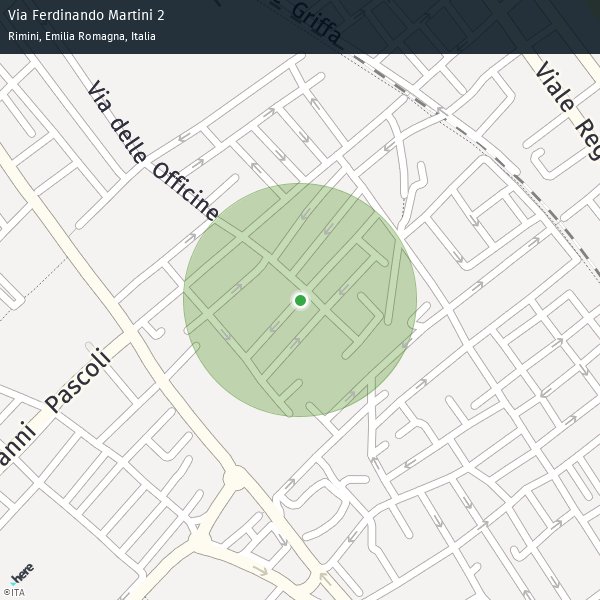 Via Ferdinando Martini 2
Rimini, Emilia Romagna, Italia
Griffa
Viale Reg
Via delle Officine
anni Pascoli
here
©ITA